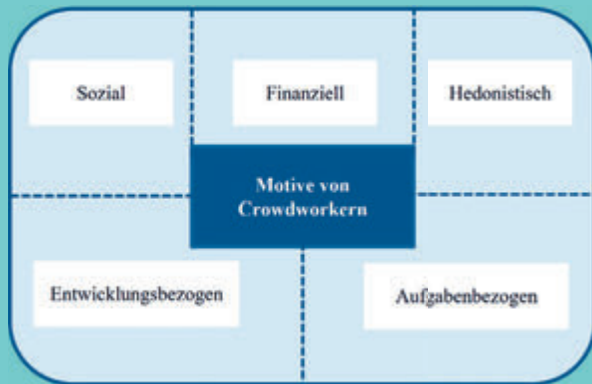 Sozial
Finanziell
Hedonistisch
Motive von
Crowdworkern
Entwicklungsbezogen
Aufgabenbezogen